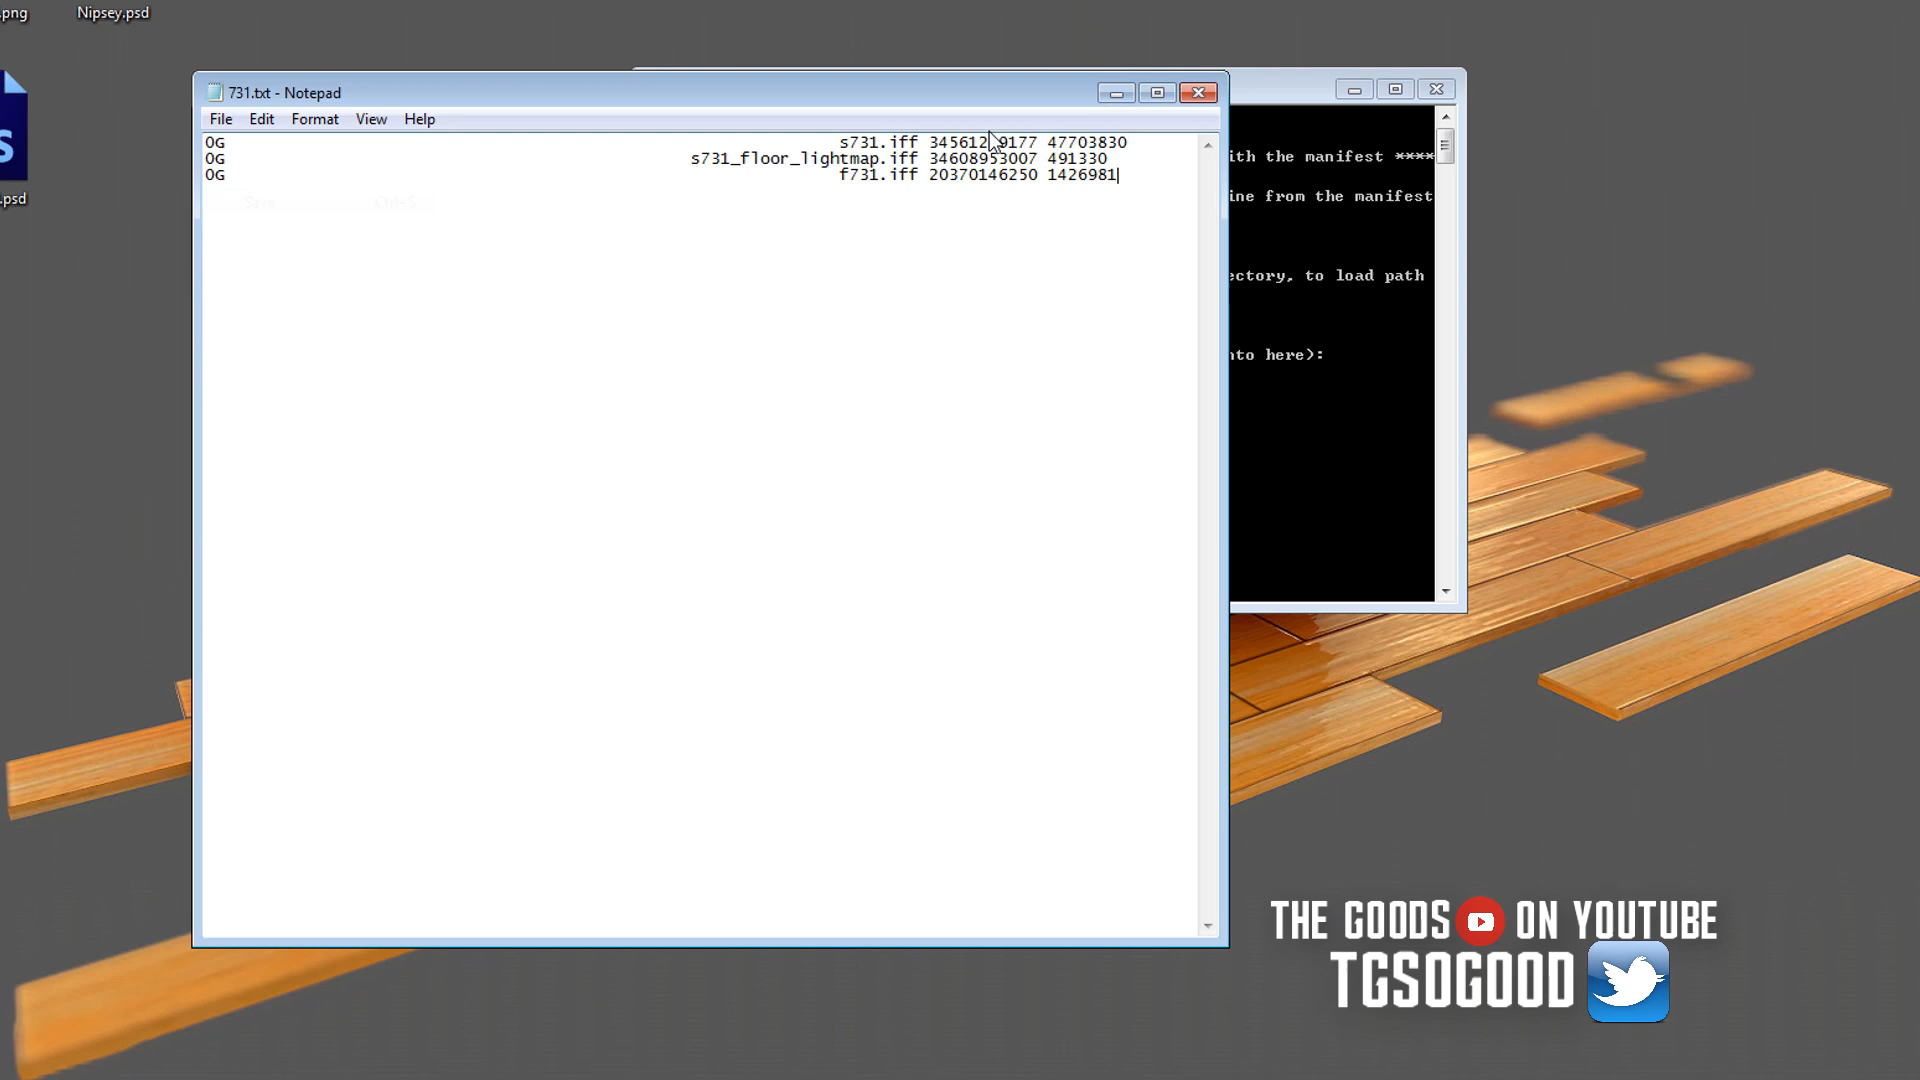 .png
Nipsey.psd
.psd
731.txt - Notepad
File Edit Format View Help
0G s731.iff 47703830
0G s731_floor_lightmap.iff 34608953007 491330
0G f731.iff 20370146250 1426981
Save Ctrl+S
ith the manifest ****
ine from the manifest
ectory, to load path
nto here):
THE GOODS ON YOUTUBE
TGSOGOOD